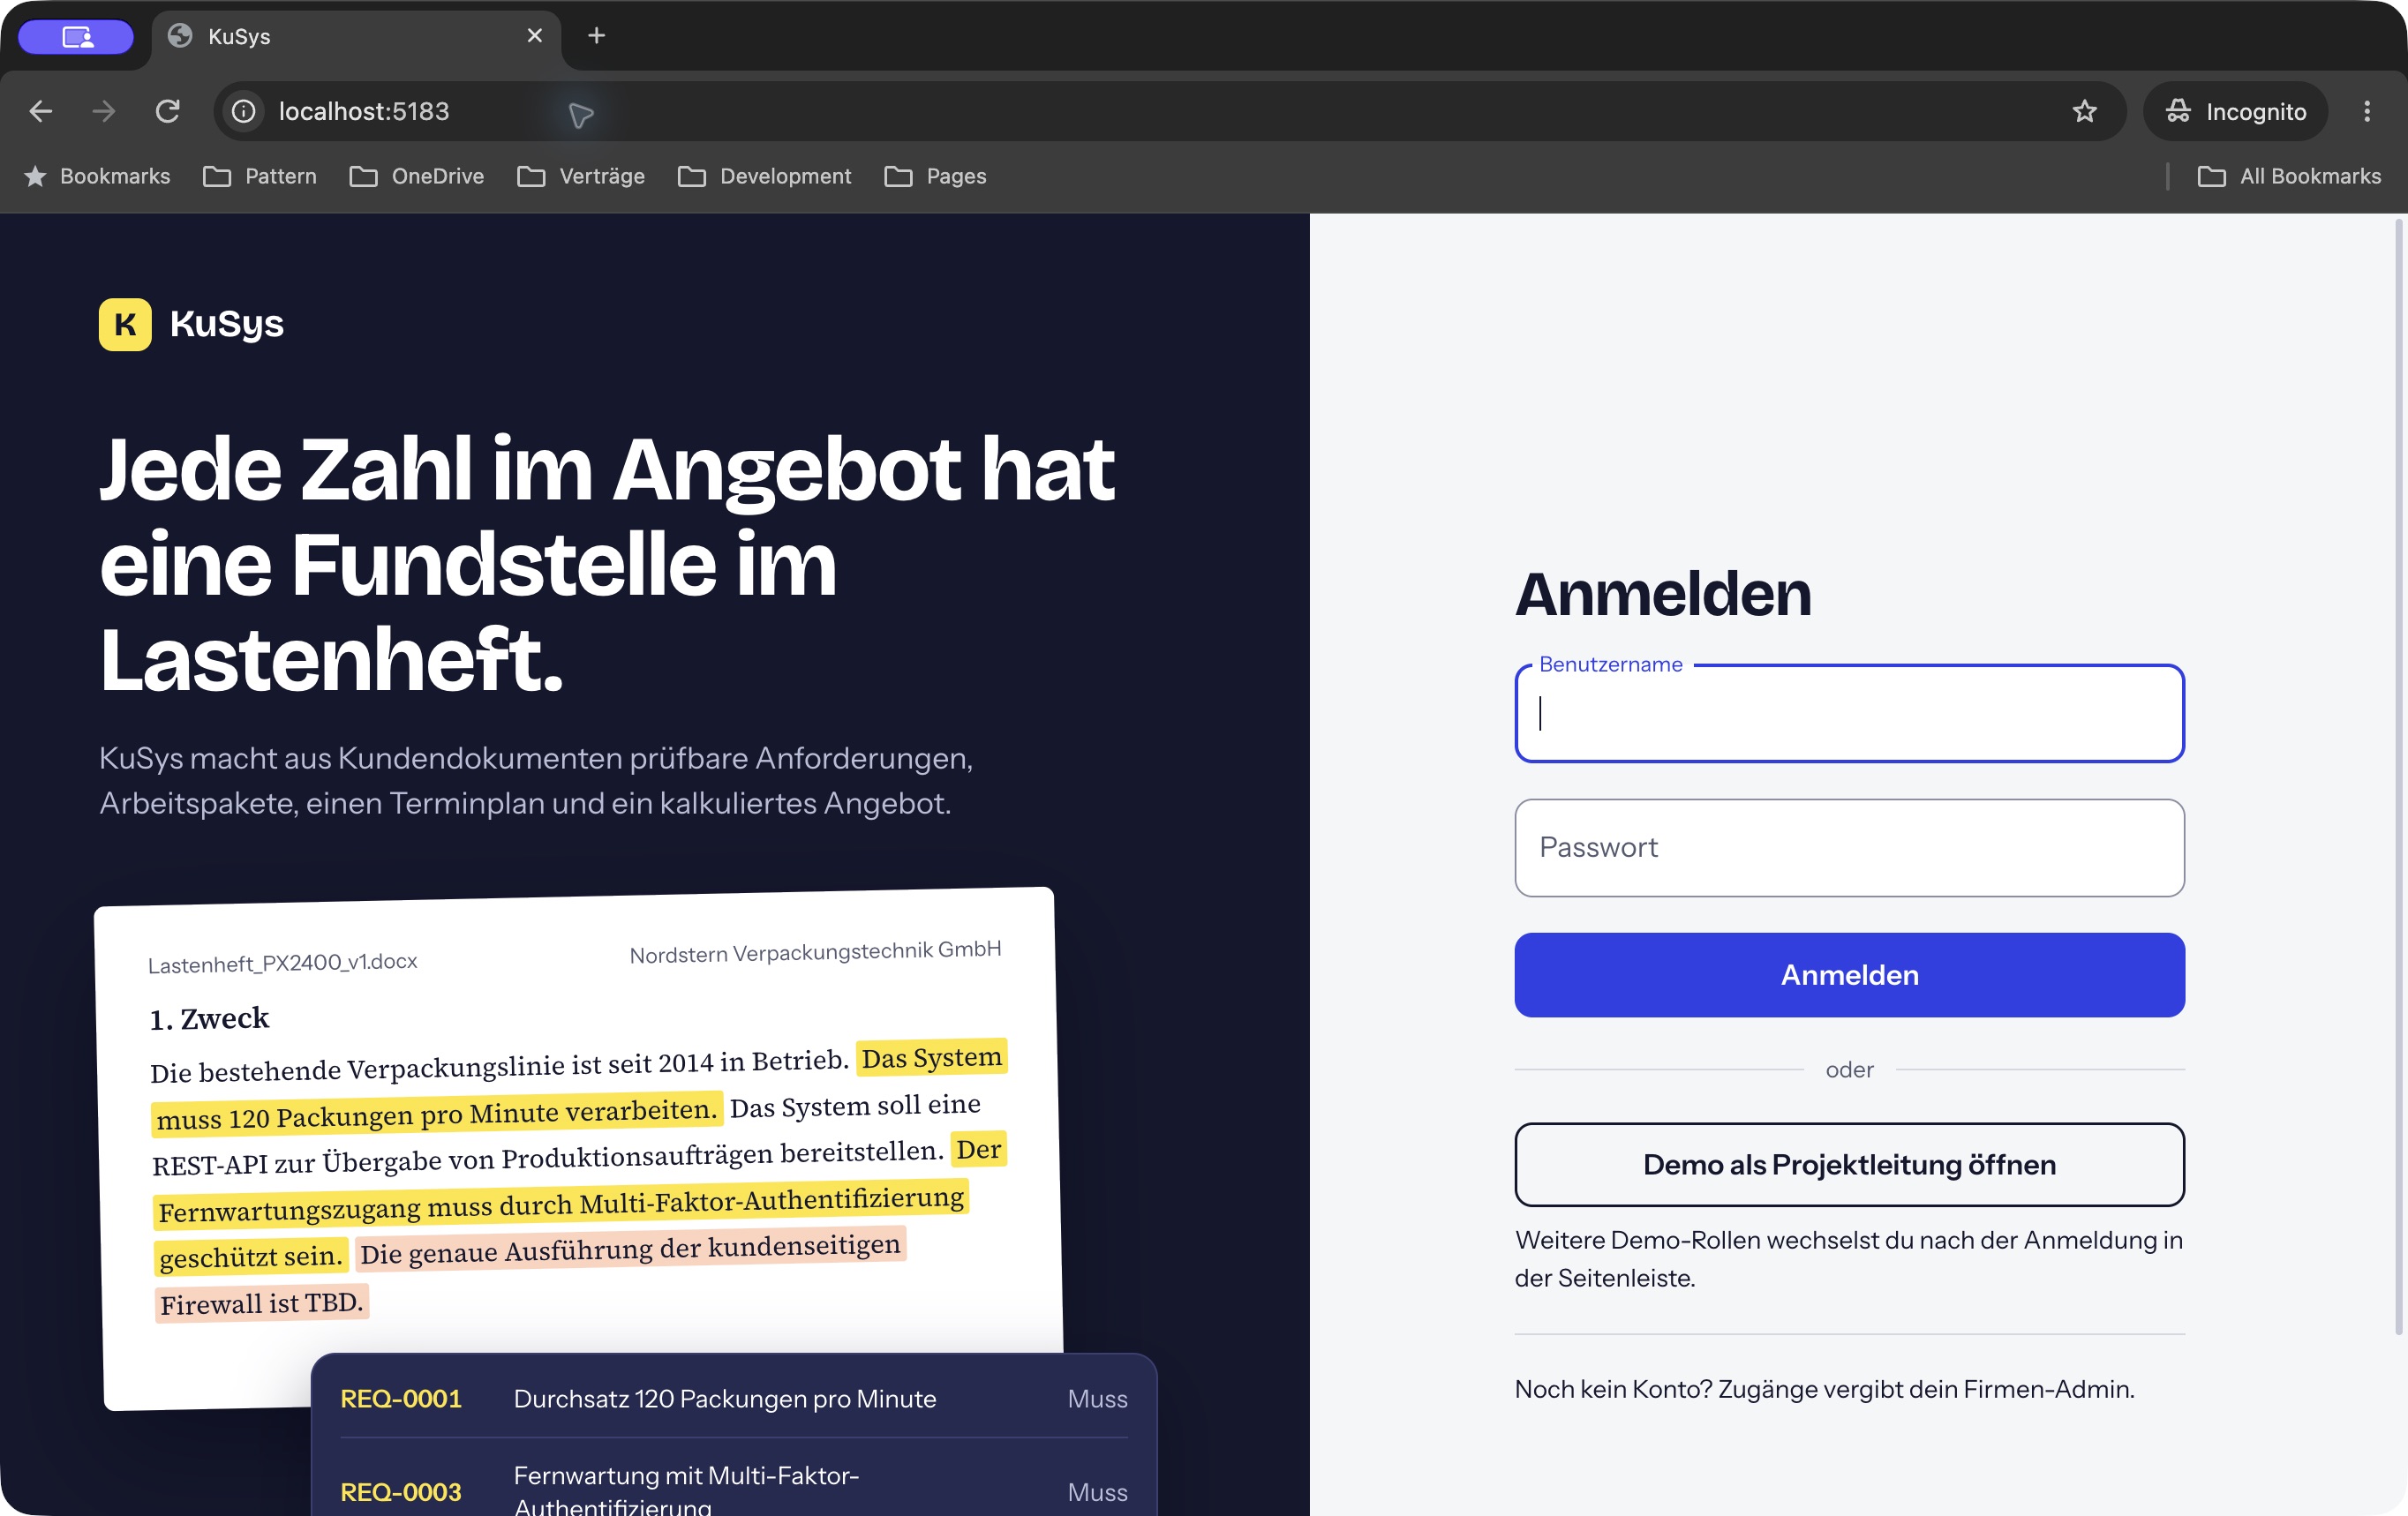 KuSys
localhost:5183
Incognito
Bookmarks
Pattern
OneDrive
Verträge
Development
Pages
All Bookmarks
K KuSys
Jede Zahl im Angebot hat
eine Fundstelle im
Lastenheft.
KuSys macht aus Kundendokumenten prüfbare Anforderungen,
Arbeitspakete, einen Terminplan und ein kalkuliertes Angebot.
Lastenheft_PX2400_v1.docx
Nordstern Verpackungstechnik GmbH
1. Zweck
Die bestehende Verpackungslinie ist seit 2014 in Betrieb. Das System
muss 120 Packungen pro Minute verarbeiten. Das System soll eine
REST-API zur Übergabe von Produktionsaufträgen bereitstellen. Der
Fernwartungszugang muss durch Multi-Faktor-Authentifizierung
geschützt sein. Die genaue Ausführung der kundenseitigen
Firewall ist TBD.
REQ-0001 Durchsatz 120 Packungen pro Minute Muss
REQ-0003 Fernwartung mit Multi-Faktor- Muss
Authentifizierung
Anmelden
Benutzername
Passwort
Anmelden
oder
Demo als Projektleitung öffnen
Weitere Demo-Rollen wechselst du nach der Anmeldung in
der Seitenleiste.
Noch kein Konto? Zugänge vergibt dein Firmen-Admin.